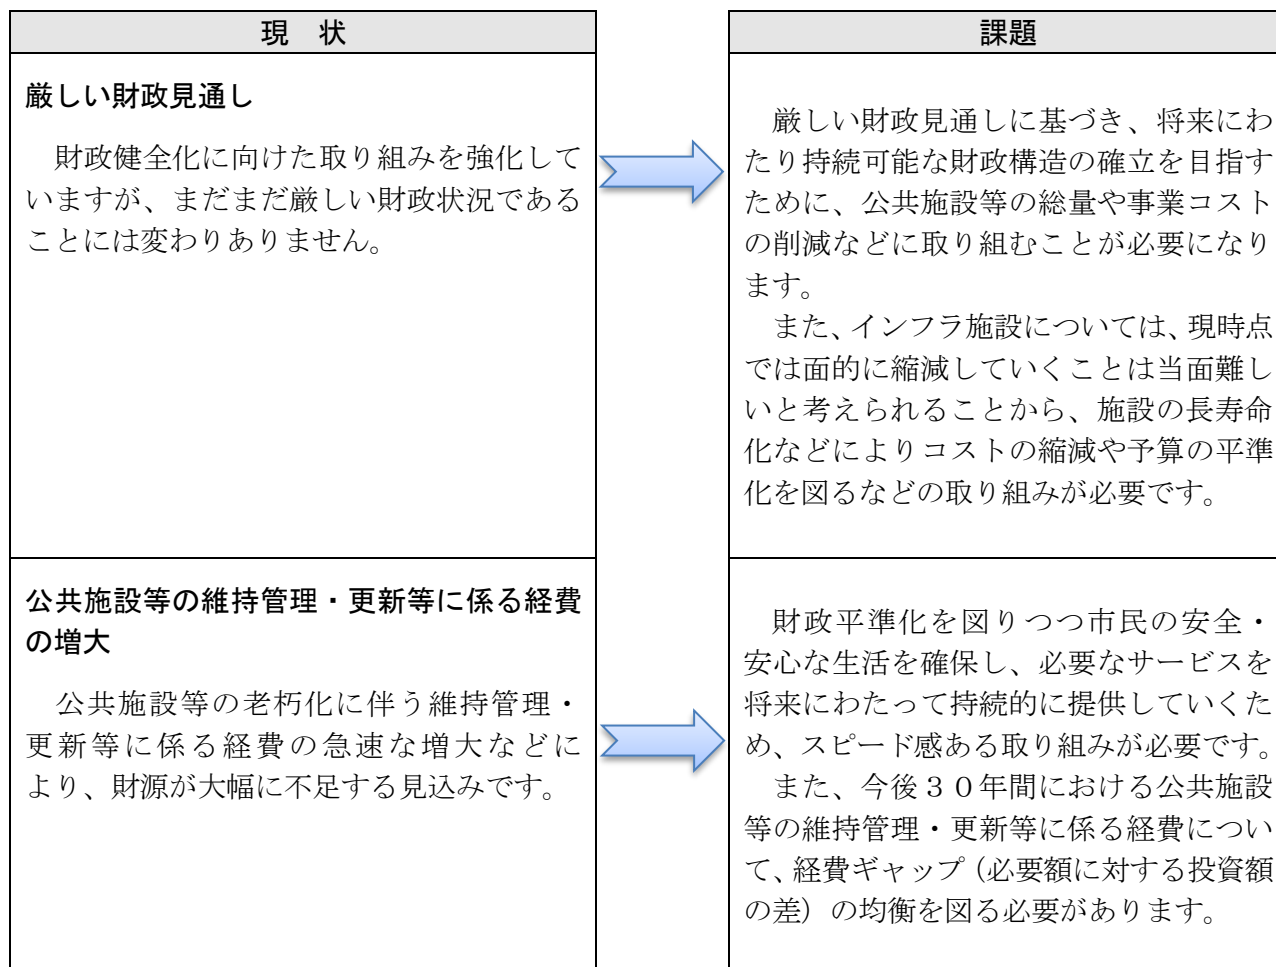 現　状
厳しい財政見通し
財政健全化に向けた取り組みを強化して
いますが、まだまだ厳しい財政状況である
ことには変わりありません。
課題
厳しい財政見通しに基づき、将来にわ
たり持続可能な財政構造の確立を目指す
ために、公共施設等の総量や事業コスト
の削減などに取り組むことが必要になり
ます。
また、インフラ施設については、現時点
では面的に縮減していくことは当面難し
いと考えられることから、施設の長寿命
化などによりコストの縮減や予算の平準
化を図るなどの取り組みが必要です。
公共施設等の維持管理・更新等に係る経費
の増大
公共施設等の老朽化に伴う維持管理・
更新等に係る経費の急速な増大などに
より、財源が大幅に不足する見込みです。
財政平準化を図りつつ市民の安全・
安心な生活を確保し、必要なサービスを
将来にわたって持続的に提供していくた
め、スピード感ある取り組みが必要です。
また、今後３０年間における公共施設
等の維持管理・更新等に係る経費につい
て、経費ギャップ（必要額に対する投資額
の差）の均衡を図る必要があります。